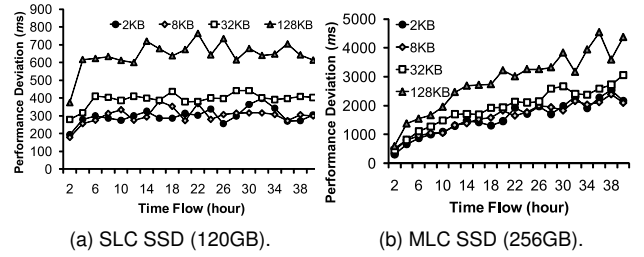 2KB 8KB 32KB 128KB
Performance Deviation (ms)
900
800
700
600
500
400
300
200
100
0
2 6 10 14 18 22 26 30 34 38
Time Flow (hour)
(a) SLC SSD (120GB).
Performance Deviation (ms)
5000
4000
3000
2000
1000
0
2KB
8KB
32KB
128KB
2 6 10 14 18 22 26 30 34 38
Time Flow (hour)
(b) MLC SSD (256GB).